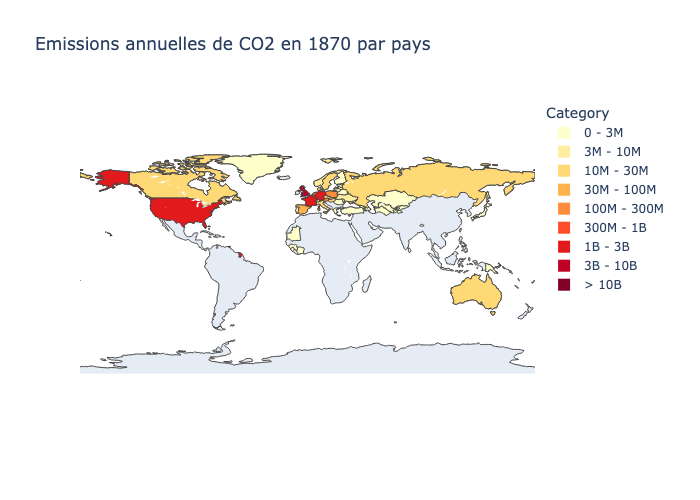 Emissions annuelles de CO2 en 1870 par pays
Category
0 - 3M
3M - 10M
10M - 30M
30M - 100M
100M - 300M
300M - 1B
1B - 3B
3B - 10B
> 10B